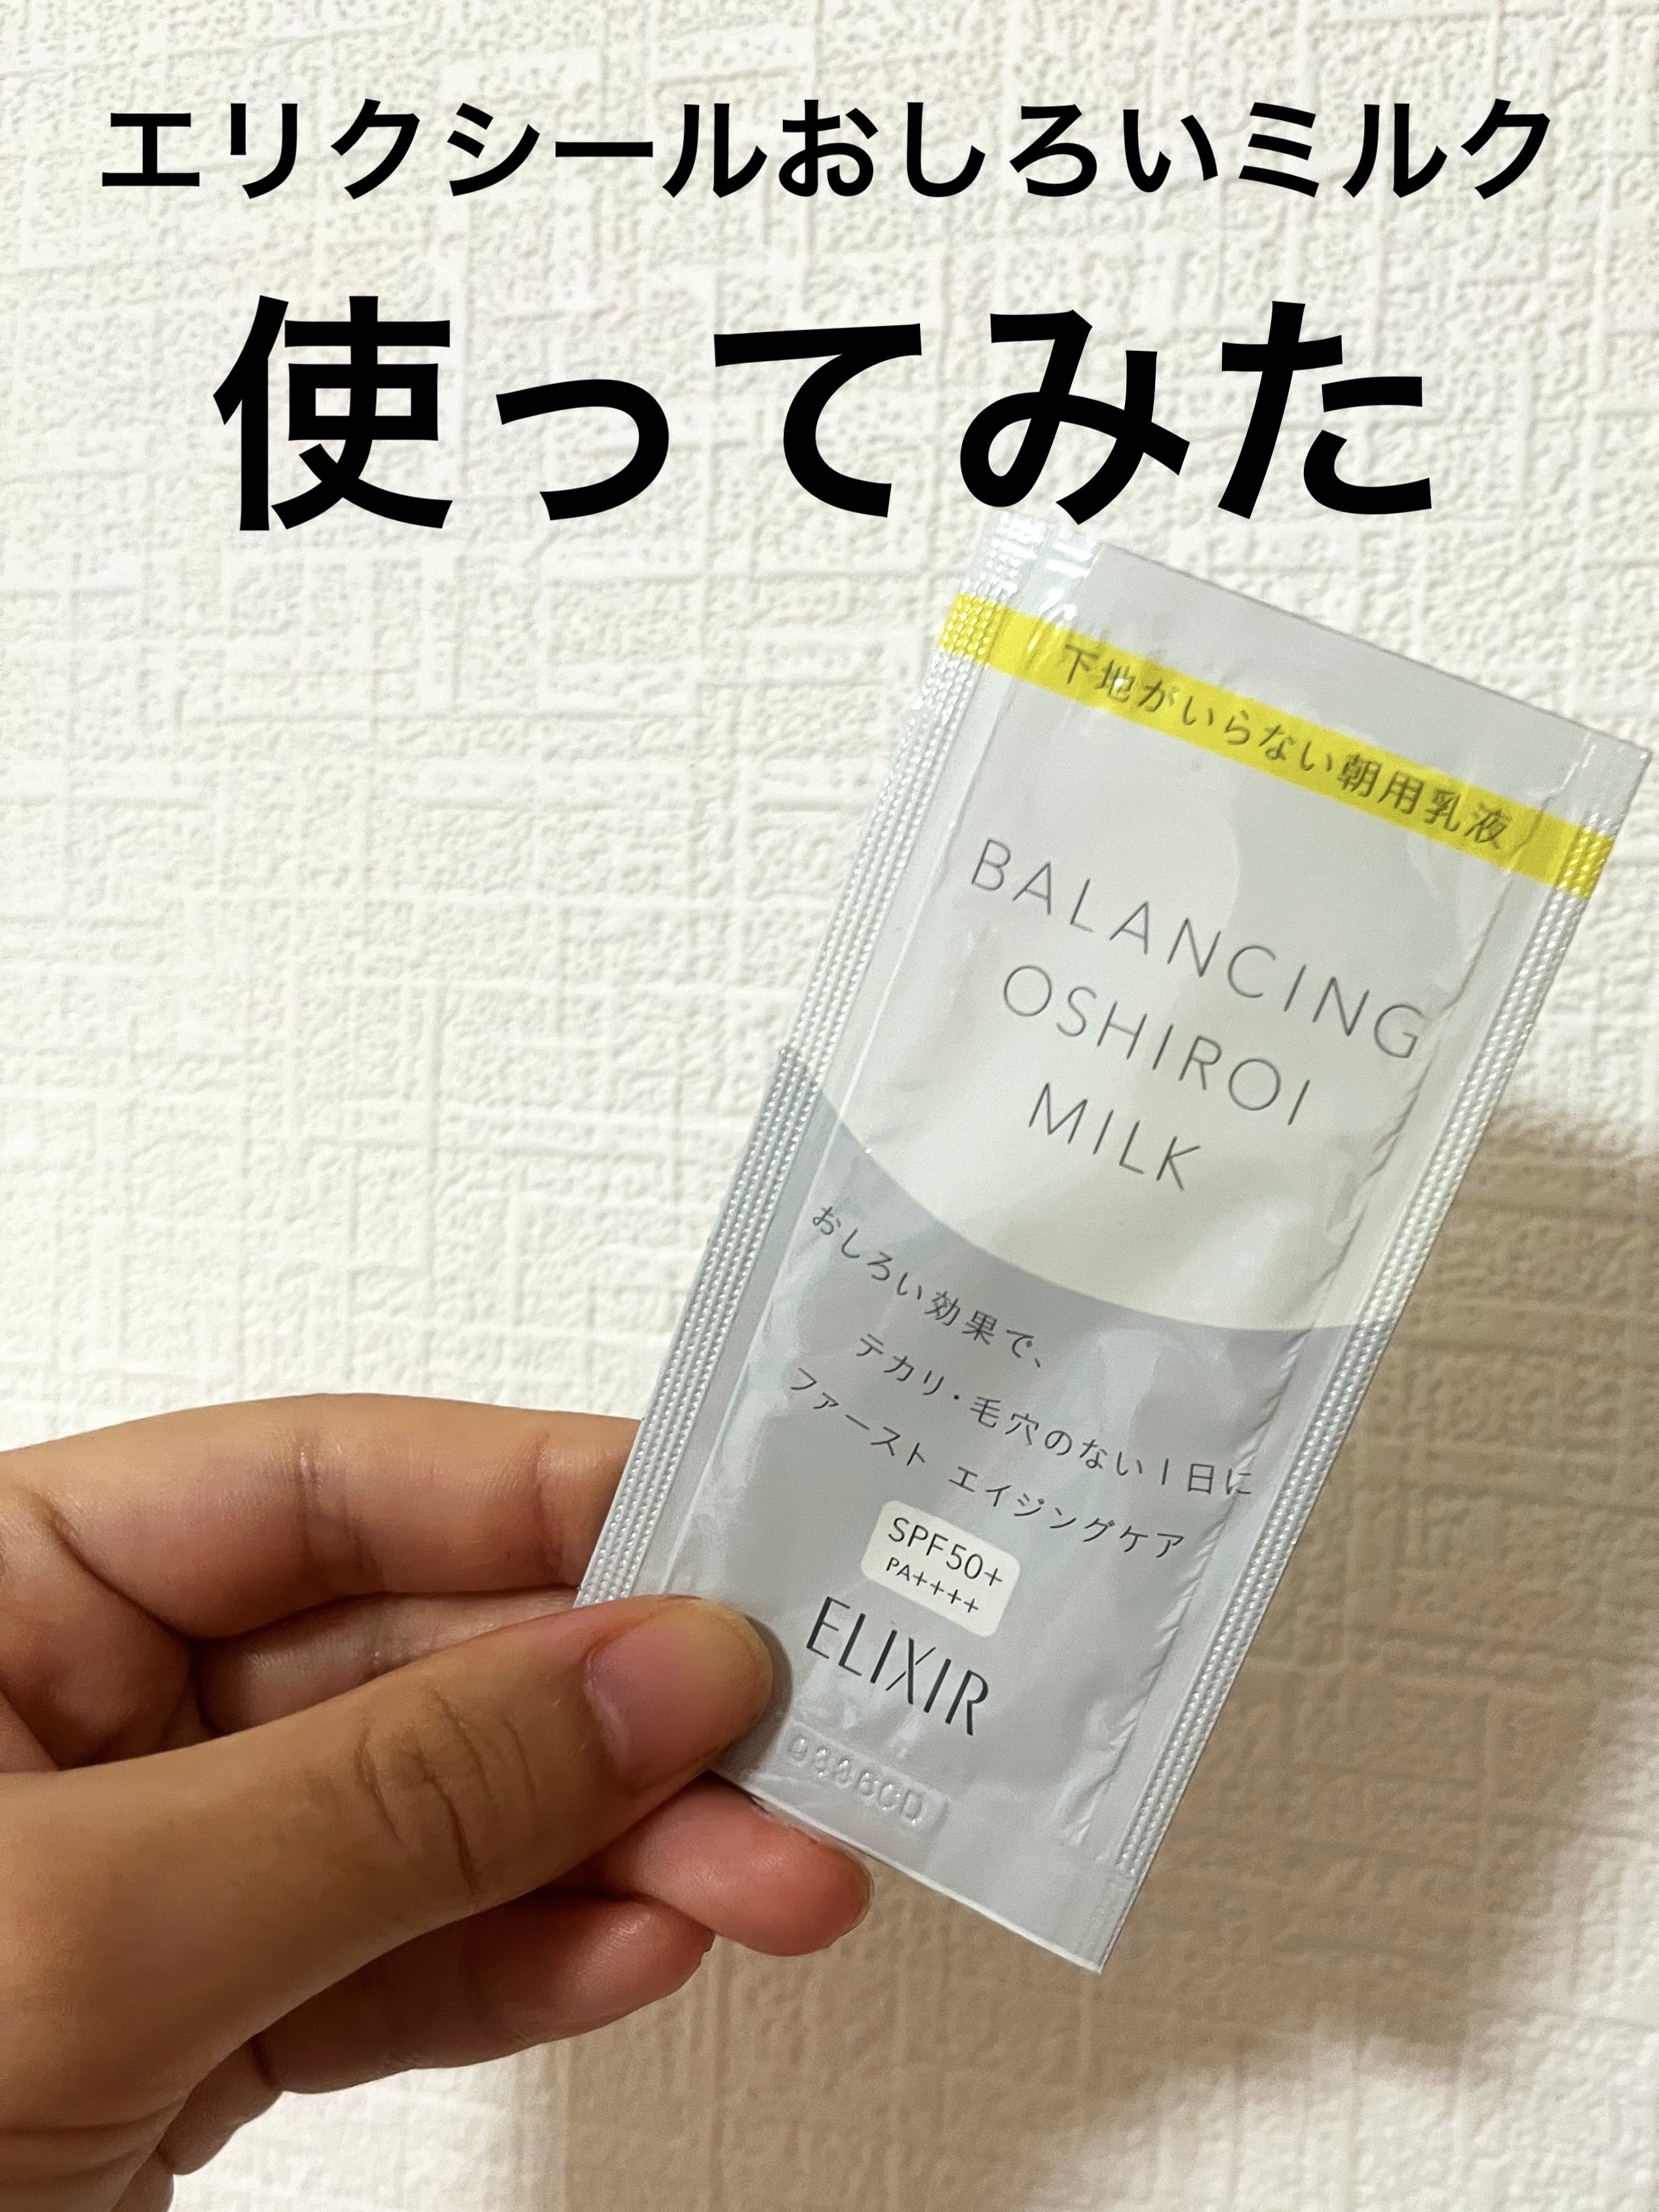 エリクシールおしろいミルク
使ってみた
下地がいらない朝用乳液
BALANCING
OSHIROI
MILK
おしろい効果で、
テカリ・毛穴のない1日に
ファースト エイジングケア
SPF50+
PA++++
ELIXIR